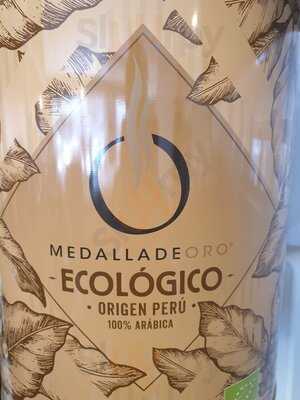 MEDALLADEORO®
- ECOLÓGICO -
• ORIGEN PERÚ •
100% ARÁBICA